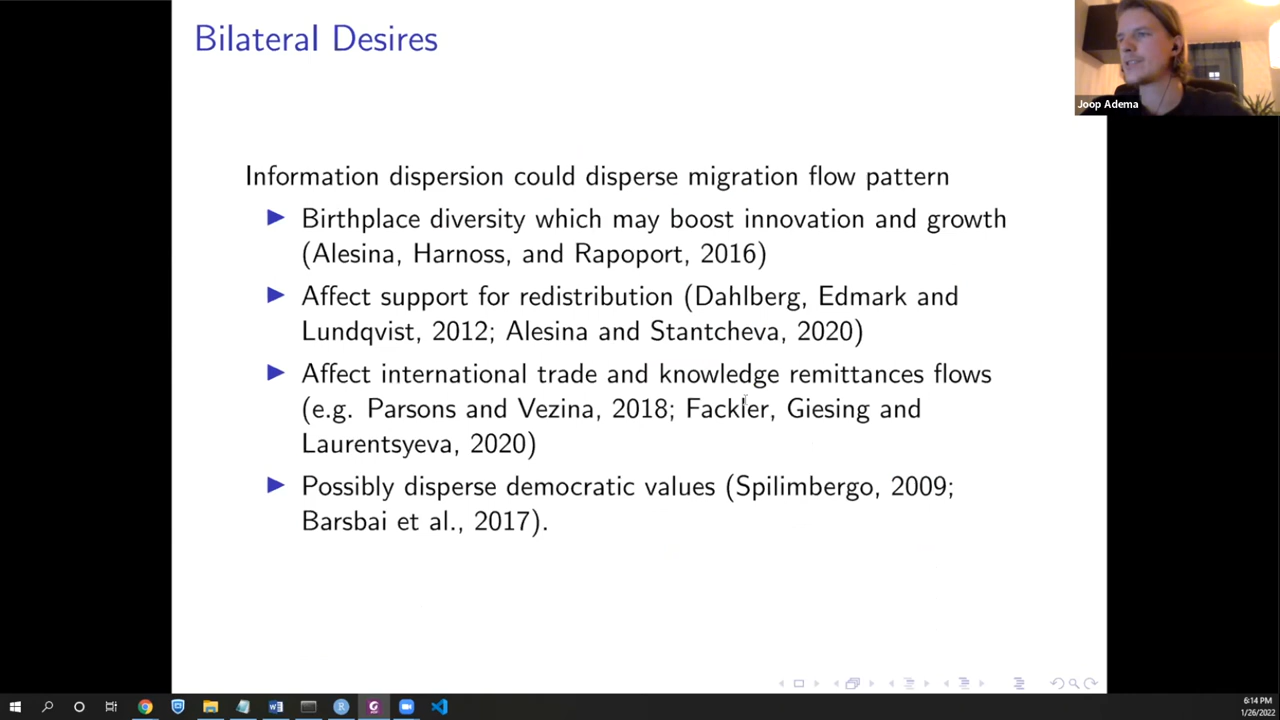 Bilateral Desires
Joop Adema
Information dispersion could disperse migration flow pattern
Birthplace diversity which may boost innovation and growth
(Alesina, Harnoss, and Rapoport, 2016)
Affect support for redistribution (Dahlberg, Edmark and
Lundqvist, 2012; Alesina and Stantcheva, 2020)
Affect international trade and knowledge remittances flows
(e.g. Parsons and Vezina, 2018; Fackler, Giesing and
Laurentsyeva, 2020)
Possibly disperse democratic values (Spilimbergo, 2009;
Barsbai et al., 2017).
6:14 PM
1/26/2022